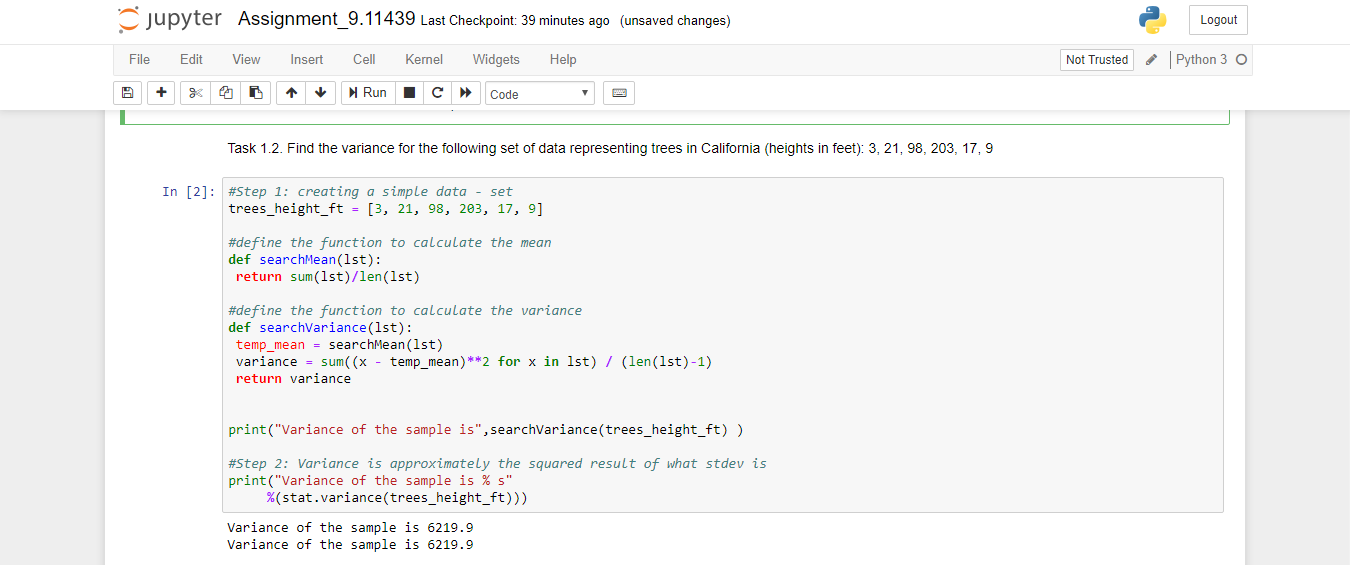 jupyter Assignment_9.11439 Last Checkpoint: 39 minutes ago (unsaved changes)
Logout
File Edit View Insert Cell Kernel Widgets Help
Not Trusted Python 3
Run Code
Task 1.2. Find the variance for the following set of data representing trees in California (heights in feet): 3, 21, 98, 203, 17, 9
In [2]:
#Step 1: creating a simple data - set
trees_height_ft = [3, 21, 98, 203, 17, 9]
#define the function to calculate the mean
def searchMean(lst):
return sum(lst)/len(lst)
#define the function to calculate the variance
def searchVariance(lst):
temp_mean = searchMean(lst)
variance = sum((x - temp_mean)**2 for x in lst) / (len(lst)-1)
return variance
print("Variance of the sample is",searchVariance(trees_height_ft) )
#Step 2: Variance is approximately the squared result of what stdev is
print("Variance of the sample is % s"
%(stat.variance(trees_height_ft)))
Variance of the sample is 6219.9
Variance of the sample is 6219.9